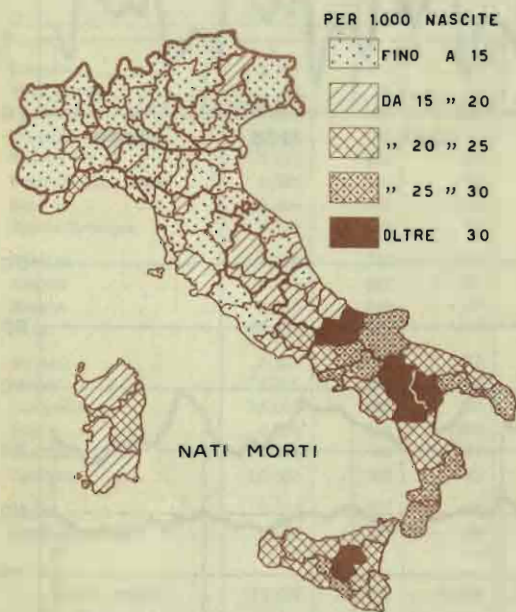 PER 1.000 NASCITE
FINO A 15
DA 15 " 20
" 20 " 25
" 25 " 30
OLTRE 30
NATI MORTI